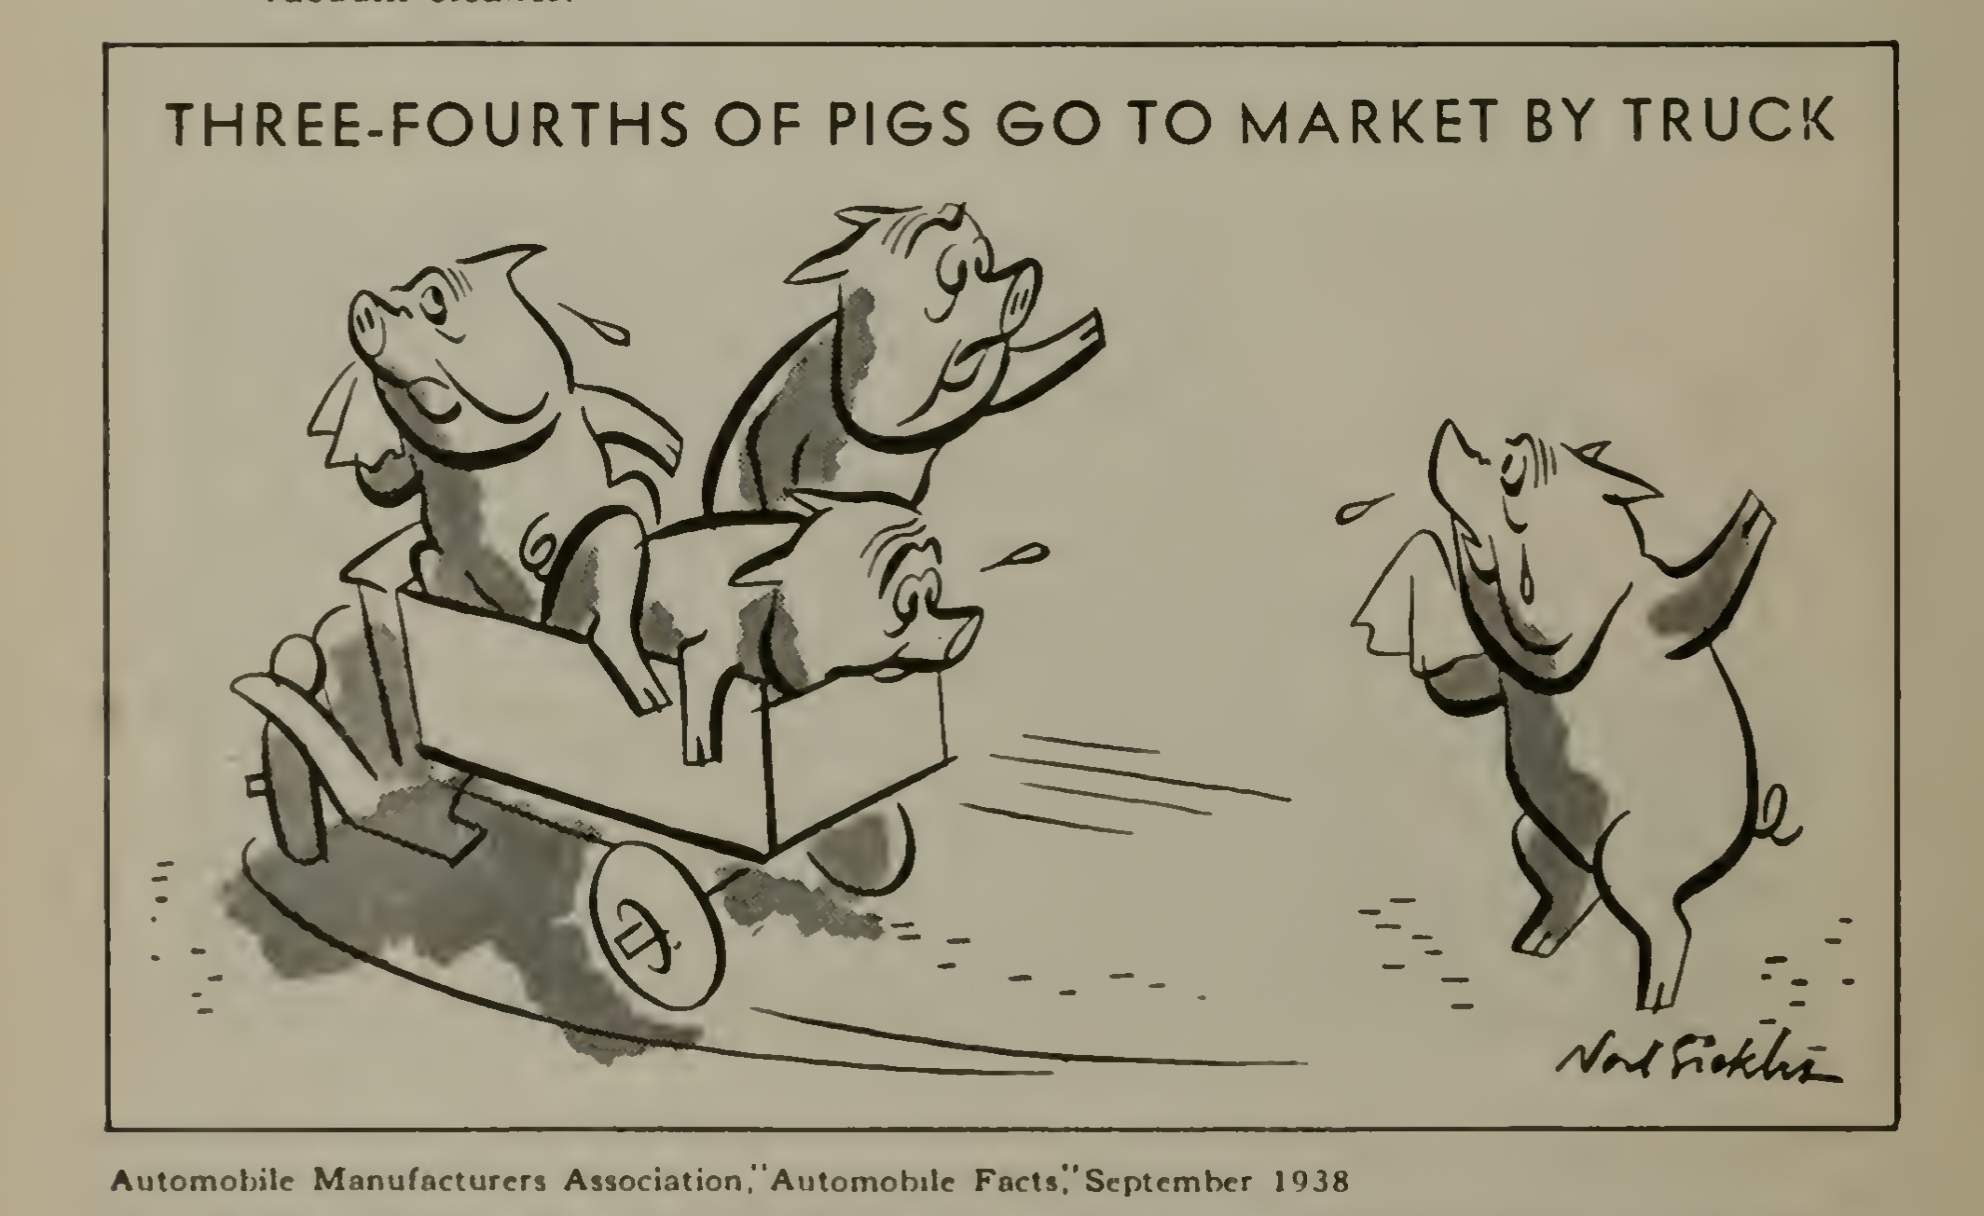 THREE-FOURTHS OF PIGS GO TO MARKET BY TRUCK
Noel Sickles
Automobile Manufacturers Association, "Automobile Facts," September 1938